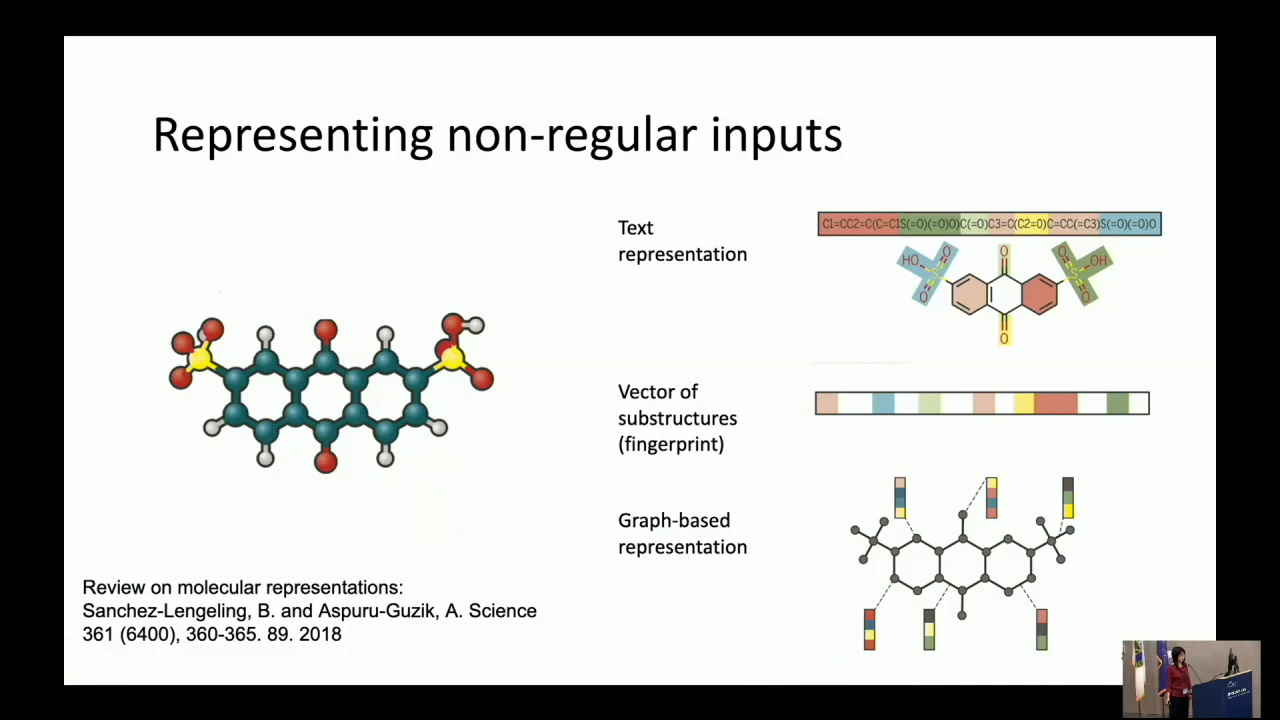 Representing non-regular inputs
Text
representation
C1=CC2=C(C=C1S(=O)(=O)O)C(=O)C3=C(C2=O)C=CC(=C3)S(=O)(=O)O
HO
O
O
S
O
O
O
S
O
OH
Vector of
substructures
(fingerprint)
Graph-based
representation
Review on molecular representations:
Sanchez-Lengeling, B. and Aspuru-Guzik, A. Science
361 (6400), 360-365. 89. 2018